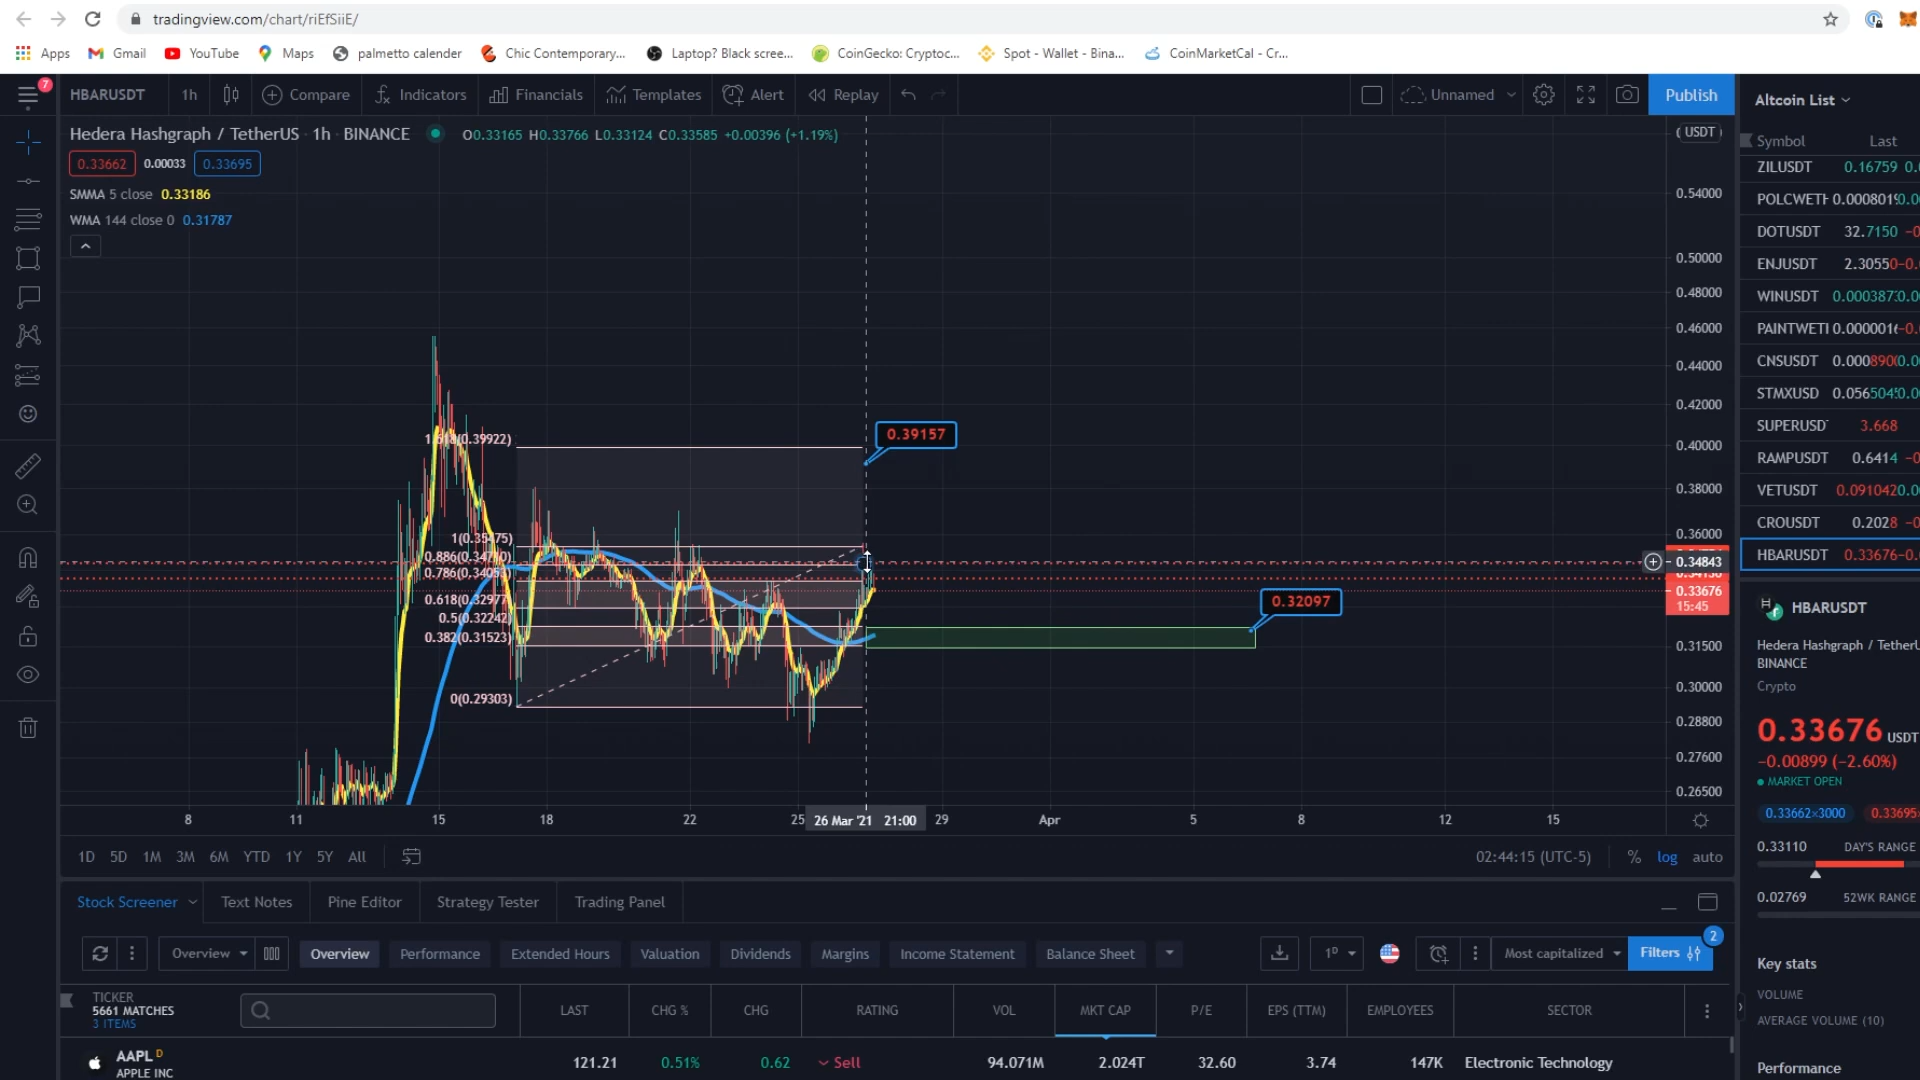 tradingview.com/chart/riEfSiiE/
Apps Gmail YouTube Maps palmetto calender Chic Contemporary... Laptop? Black scree... CoinGecko: Cryptoc... Spot - Wallet - Bina... CoinMarketCal - Cr...
7 HBARUSDT 1h Compare Indicators Financials Templates Alert Replay Unnamed Publish
Altcoin List
Hedera Hashgraph / TetherUS · 1h · BINANCE O0.33165 H0.33766 L0.33124 C0.33585 +0.00396 (+1.19%)
0.33662 0.00033 0.33695
SMMA 5 close 0.33186
WMA 144 close 0 0.31787
USDT
0.54000
0.50000
0.48000
0.46000
0.44000
0.42000
0.40000
0.38000
0.36000
0.34843
0.33676
15:45
0.31500
0.30000
0.28800
0.27600
0.26500
0.39157
0.32097
1.618(0.39922)
1(0.35475)
0.618(0.32977)
0.5(0.32242)
0.382(0.31523)
0(0.29303)
8 11 15 18 22 25 26 Mar '21 21:00 29 Apr 5 8 12 15
1D 5D 1M 3M 6M YTD 1Y 5Y All 02:44:15 (UTC-5) % log auto
Symbol Last
ZILUSDT 0.16759
DOTUSDT 32.7150
ENJUSDT 2.3055
WINUSDT
CNSUSDT
STMXUSD
SUPERUSD 3.668
RAMPUSDT 0.6414
VETUSDT
CROUSDT 0.2028
HBARUSDT 0.33676
HBARUSDT
Hedera Hashgraph / TetherU
BINANCE
Crypto
0.33676 USDT
−0.00899 (−2.60%)
MARKET OPEN
0.33662×3000 0.33695×
0.33110 DAY'S RANGE
0.02769 52WK RANGE
Key stats
VOLUME
AVERAGE VOLUME (10)
Performance
Stock Screener Text Notes Pine Editor Strategy Tester Trading Panel
Overview Overview Performance Extended Hours Valuation Dividends Margins Income Statement Balance Sheet 1D Most capitalized Filters 2
TICKER LAST CHG % CHG RATING VOL MKT CAP P/E EPS (TTM) EMPLOYEES SECTOR
5661 MATCHES
3 ITEMS
AAPL D 121.21 0.51% 0.62 Sell 94.071M 2.024T 32.60 3.74 147K Electronic Technology
APPLE INC